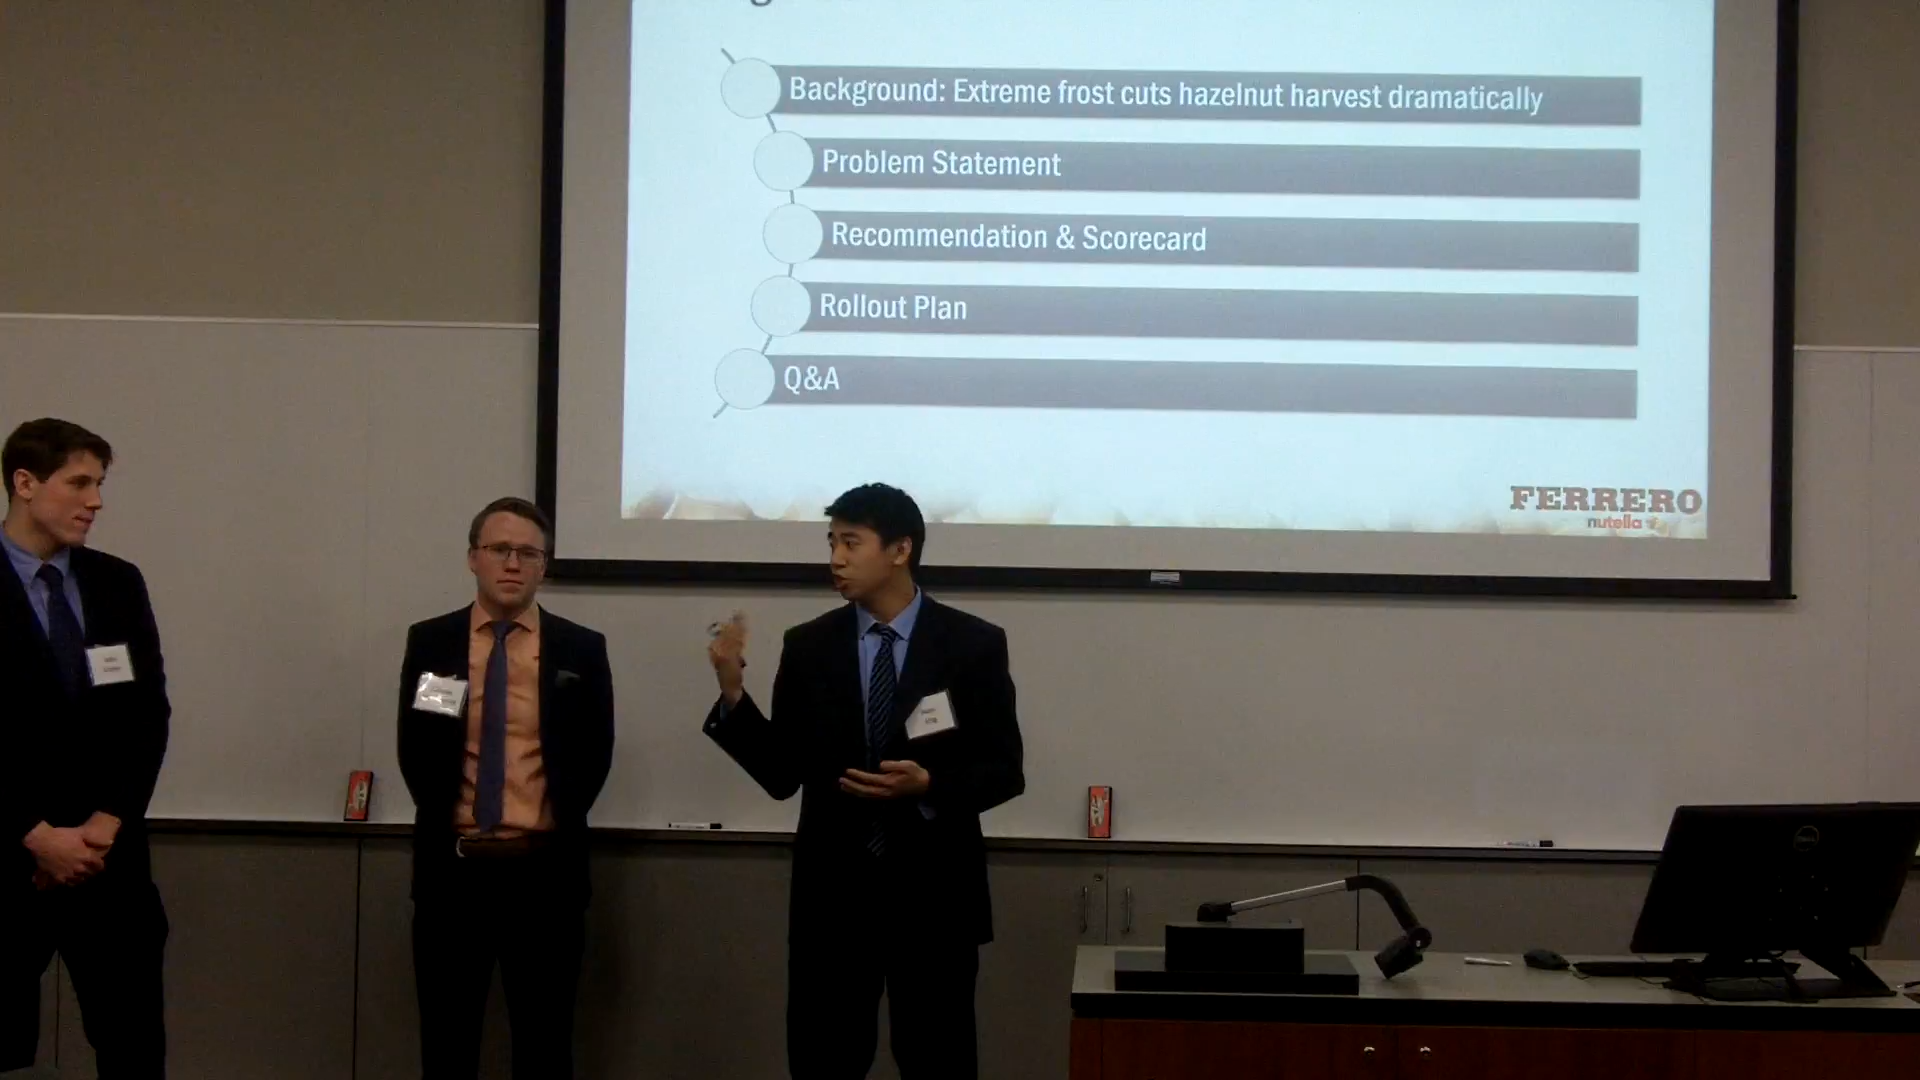 Background: Extreme frost cuts hazelnut harvest dramatically
Problem Statement
Recommendation & Scorecard
Rollout Plan
Q&A
FERRERO
nutella